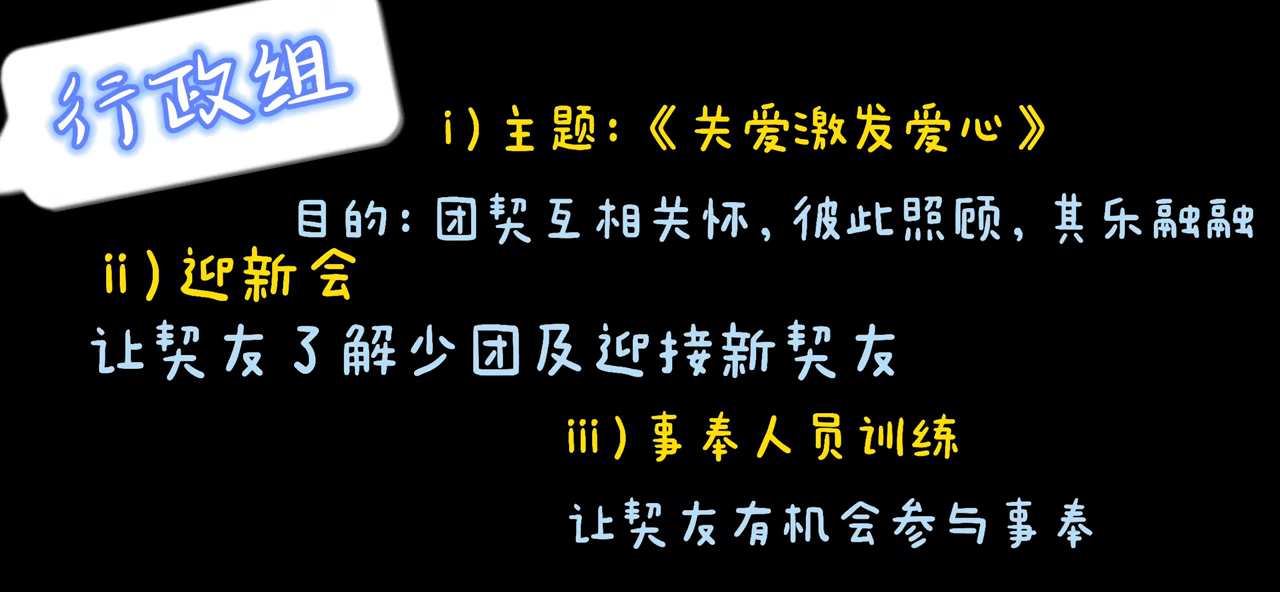 行政组
i）主题：《关爱激发爱心》
目的：团契互相关怀，彼此照顾，其乐融融
ii）迎新会
让契友了解少团及迎接新契友
iii）事奉人员训练
让契友有机会参与事奉